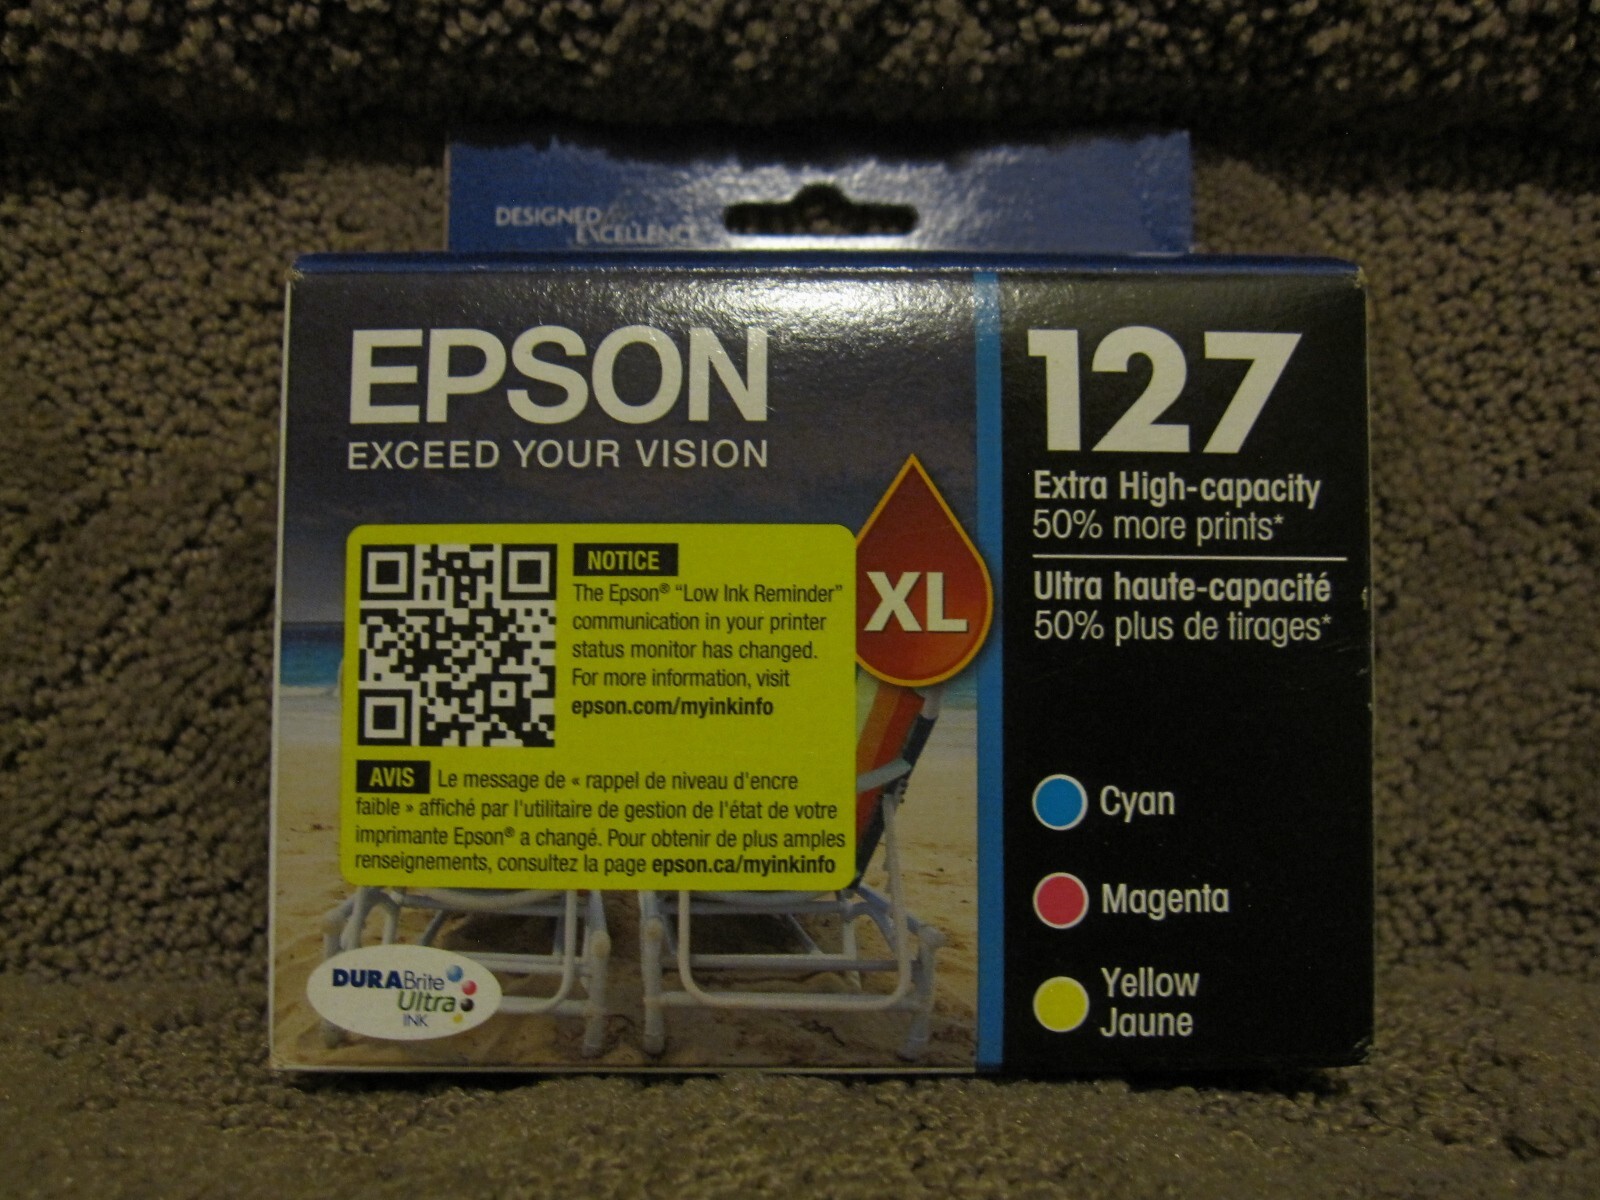 DESIGNED for
EXCELLENCE
EPSON
EXCEED YOUR VISION
127
Extra High-capacity
50% more prints*
Ultra haute-capacité
50% plus de tirages*
XL
NOTICE
The Epson® “Low Ink Reminder”
communication in your printer
status monitor has changed.
For more information, visit
epson.com/myinkinfo
AVIS Le message de « rappel de niveau d'encre
faible » affiché par l'utilitaire de gestion de l'état de votre
imprimante Epson® a changé. Pour obtenir de plus amples
renseignements, consultez la page epson.ca/myinkinfo
Cyan
Magenta
Yellow
Jaune
DURABrite
Ultra
INK